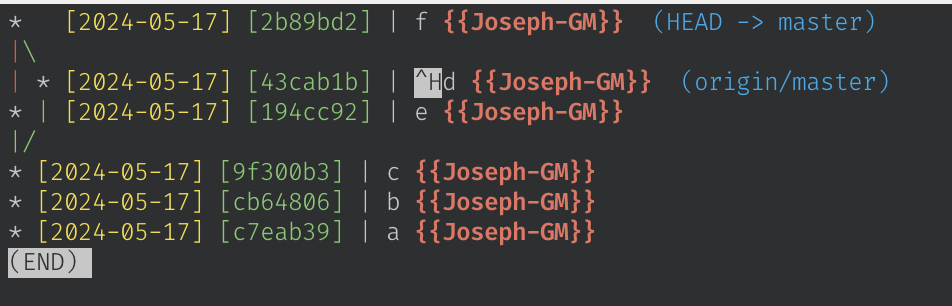 *   [2024-05-17] [2b89bd2] | f {{Joseph-GM}}  (HEAD -> master)
|\
| * [2024-05-17] [43cab1b] | ^Hd {{Joseph-GM}}  (origin/master)
* | [2024-05-17] [194cc92] | e {{Joseph-GM}}
|/
* [2024-05-17] [9f300b3] | c {{Joseph-GM}}
* [2024-05-17] [cb64806] | b {{Joseph-GM}}
* [2024-05-17] [c7eab39] | a {{Joseph-GM}}
(END)